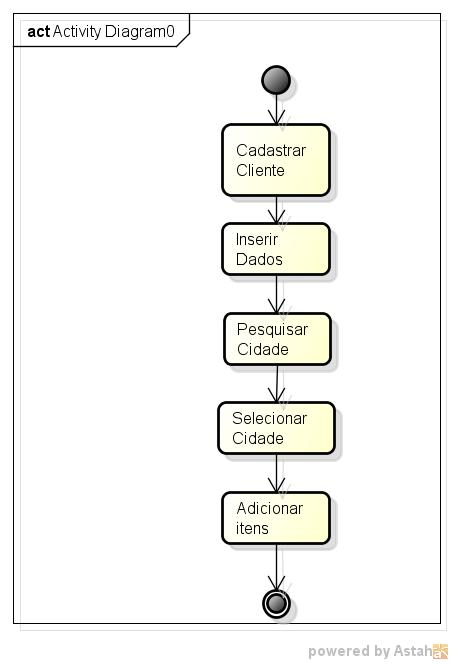 act Activity Diagram0
Cadastrar
Cliente
Inserir
Dados
Pesquisar
Cidade
Selecionar
Cidade
Adicionar
itens
powered by Astah